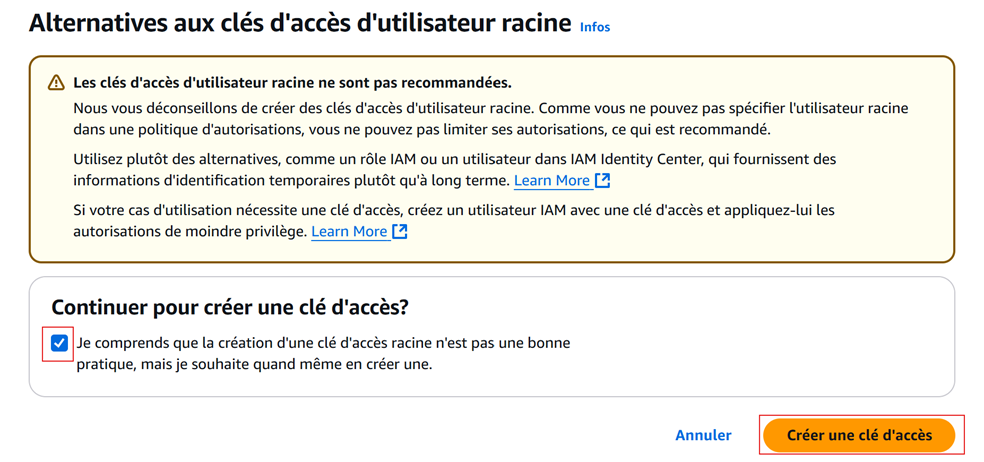 Alternatives aux clés d'accès d'utilisateur racine Infos
Les clés d'accès d'utilisateur racine ne sont pas recommandées.
Nous vous déconseillons de créer des clés d'accès d'utilisateur racine. Comme vous ne pouvez pas spécifier l'utilisateur racine
dans une politique d'autorisations, vous ne pouvez pas limiter ses autorisations, ce qui est recommandé.
Utilisez plutôt des alternatives, comme un rôle IAM ou un utilisateur dans IAM Identity Center, qui fournissent des
informations d'identification temporaires plutôt qu'à long terme. Learn More
Si votre cas d'utilisation nécessite une clé d'accès, créez un utilisateur IAM avec une clé d'accès et appliquez-lui les
autorisations de moindre privilège. Learn More
Continuer pour créer une clé d'accès?
Je comprends que la création d'une clé d'accès racine n'est pas une bonne
pratique, mais je souhaite quand même en créer une.
Annuler Créer une clé d'accès